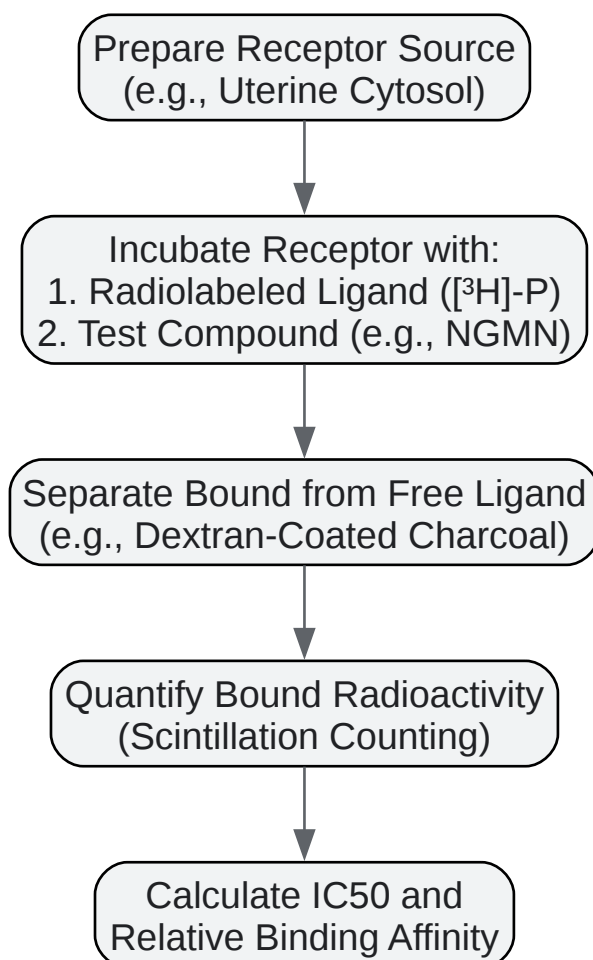 Prepare Receptor Source
(e.g., Uterine Cytosol)
Incubate Receptor with:
1. Radiolabeled Ligand ([³H]-P)
2. Test Compound (e.g., NGMN)
Separate Bound from Free Ligand
(e.g., Dextran-Coated Charcoal)
Quantify Bound Radioactivity
(Scintillation Counting)
Calculate IC50 and
Relative Binding Affinity